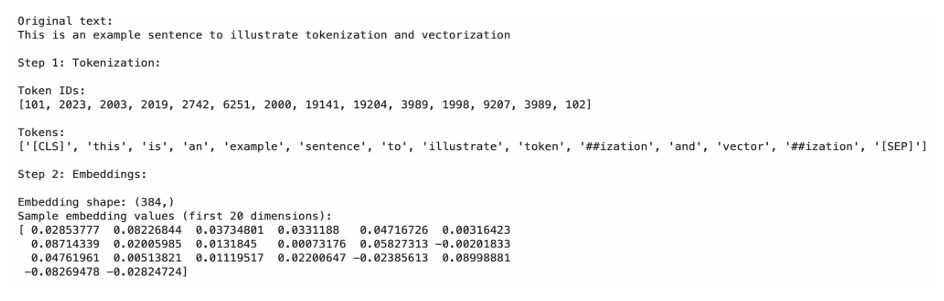 Original text:
This is an example sentence to illustrate tokenization and vectorization
Step 1: Tokenization:
Token IDs:
[101, 2023, 2003, 2019, 2742, 6251, 2000, 19141, 19204, 3989, 1998, 9207, 3989, 102]
Tokens:
['[CLS]', 'this', 'is', 'an', 'example', 'sentence', 'to', 'illustrate', 'token', '##ization', 'and', 'vector', '##ization', '[SEP]']
Step 2: Embeddings:
Embedding shape: (384,)
Sample embedding values (first 20 dimensions):
[ 0.02853777 0.08226844 0.03734801 0.0331188 0.04716726 0.00316423
0.08714339 0.02005985 0.0131845 0.00073176 0.05827313 -0.00201833
0.04761961 0.00513821 0.01119517 0.02200647 -0.02385613 0.08998881
-0.08269478 -0.02824724]